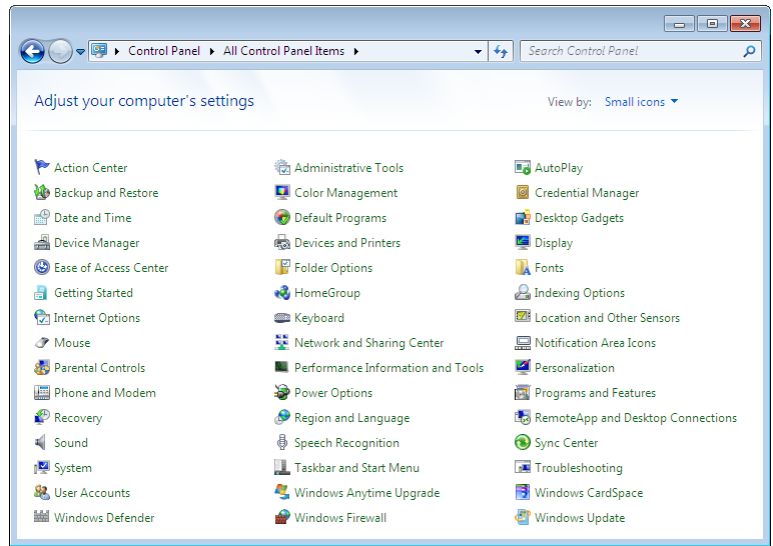 Control Panel All Control Panel Items Search Control Panel
Adjust your computer's settings View by: Small icons
Action Center Administrative Tools AutoPlay
Backup and Restore Color Management Credential Manager
Date and Time Default Programs Desktop Gadgets
Device Manager Devices and Printers Display
Ease of Access Center Folder Options Fonts
Getting Started HomeGroup Indexing Options
Internet Options Keyboard Location and Other Sensors
Mouse Network and Sharing Center Notification Area Icons
Parental Controls Performance Information and Tools Personalization
Phone and Modem Power Options Programs and Features
Recovery Region and Language RemoteApp and Desktop Connections
Sound Speech Recognition Sync Center
System Taskbar and Start Menu Troubleshooting
User Accounts Windows Anytime Upgrade Windows CardSpace
Windows Defender Windows Firewall Windows Update